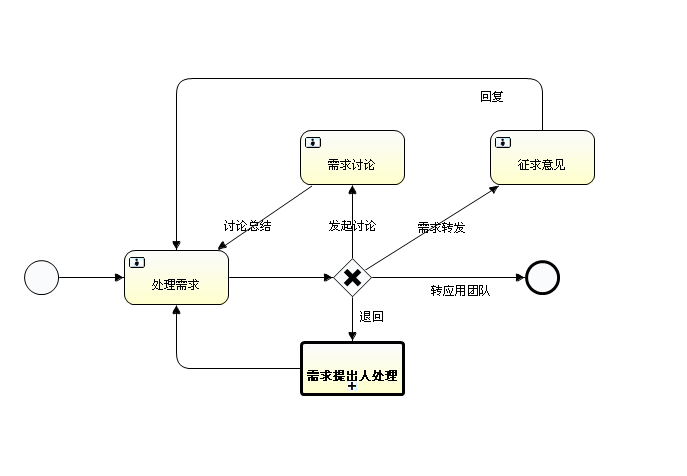 回复
需求讨论
征求意见
讨论总结
发起讨论
需求转发
处理需求
转应用团队
退回
需求提出人处理